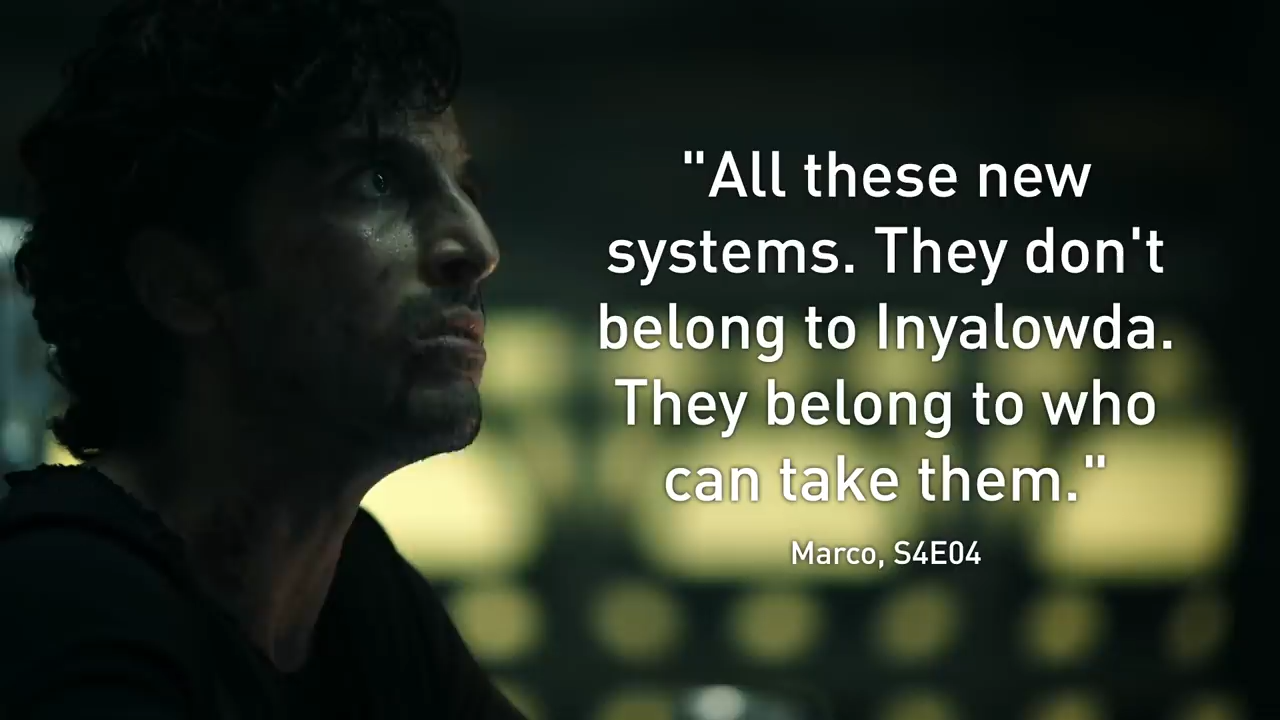 "All these new
systems. They don't
belong to Inyalowda.
They belong to who
can take them."
Marco, S4E04